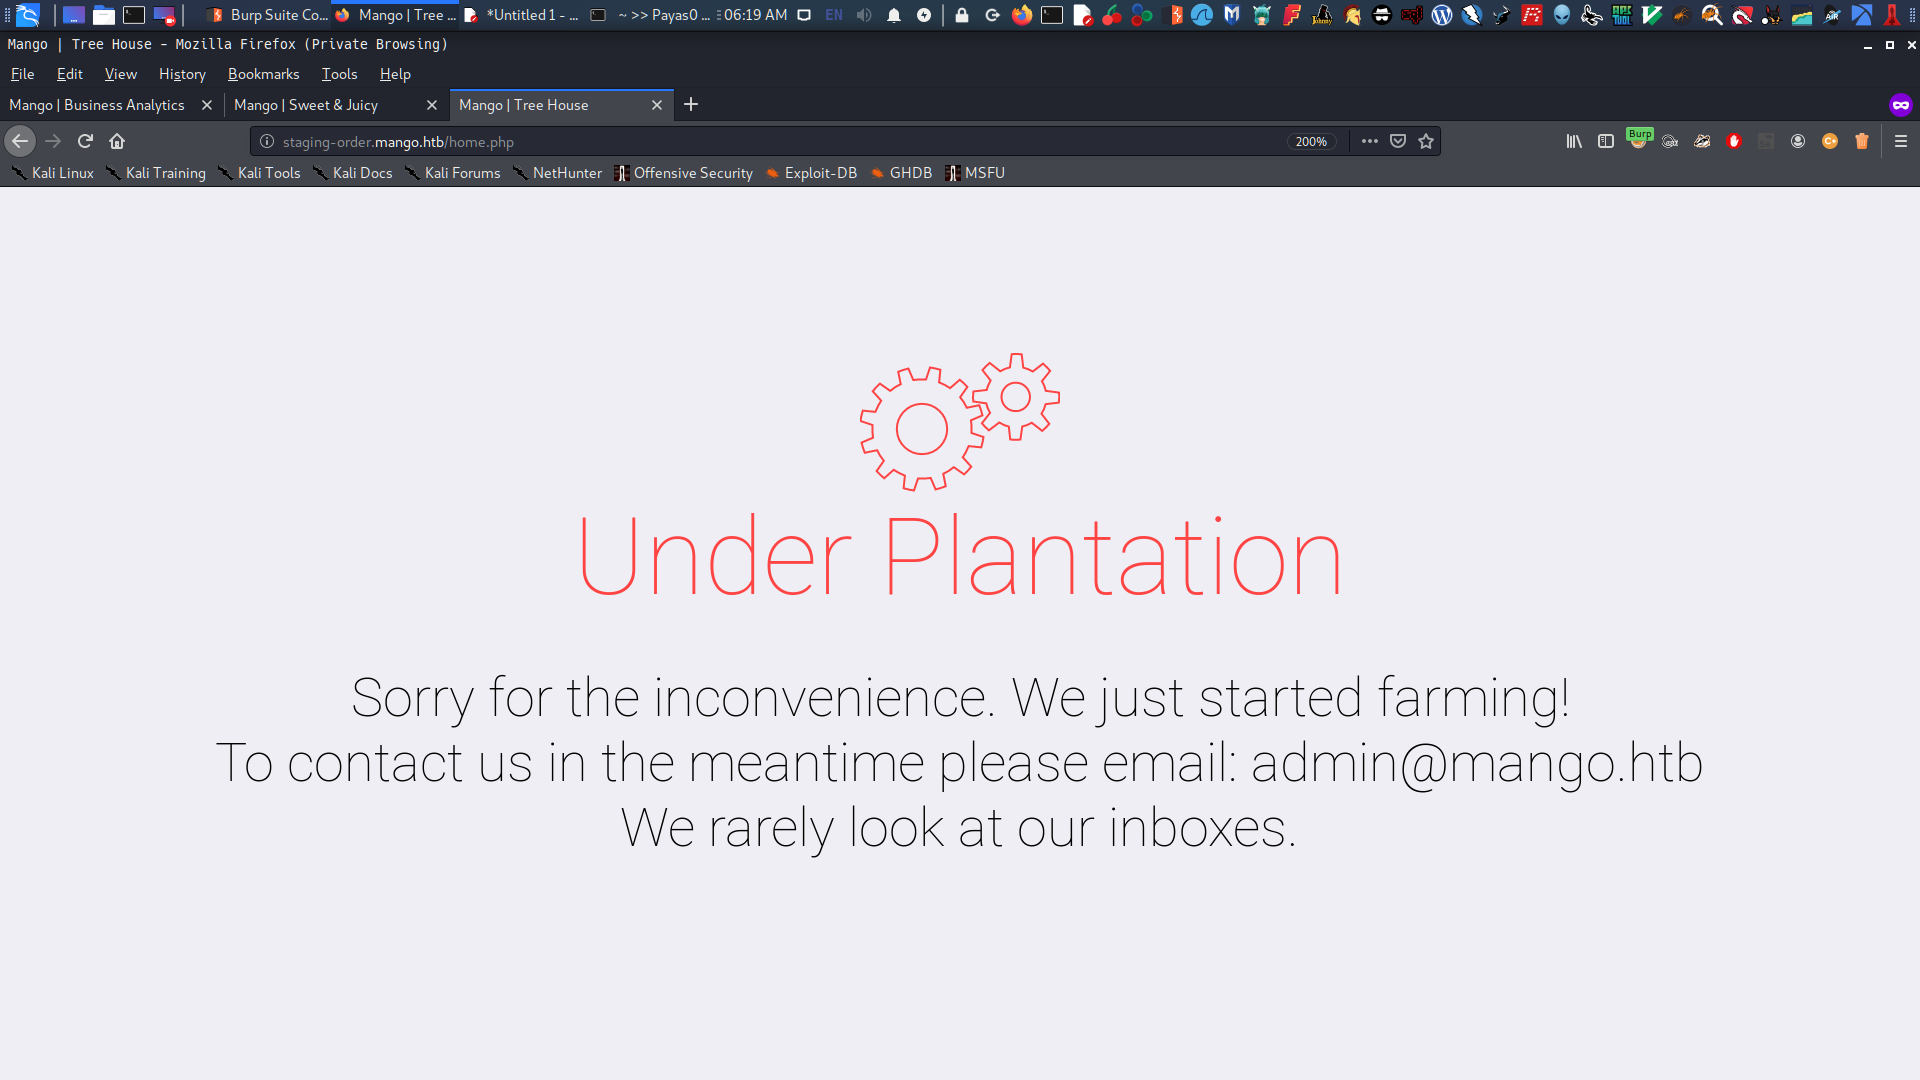 Burp Suite Co... Mango | Tree ... *Untitled 1 - ... ~ >> Payas0 ... 06:19 AM EN
Mango | Tree House - Mozilla Firefox (Private Browsing)
File Edit View History Bookmarks Tools Help
Mango | Business Analytics Mango | Sweet & Juicy Mango | Tree House
staging-order.mango.htb/home.php 200% Burp
Kali Linux Kali Training Kali Tools Kali Docs Kali Forums NetHunter Offensive Security Exploit-DB GHDB MSFU
Under Plantation
Sorry for the inconvenience. We just started farming!
To contact us in the meantime please email: admin@mango.htb
We rarely look at our inboxes.